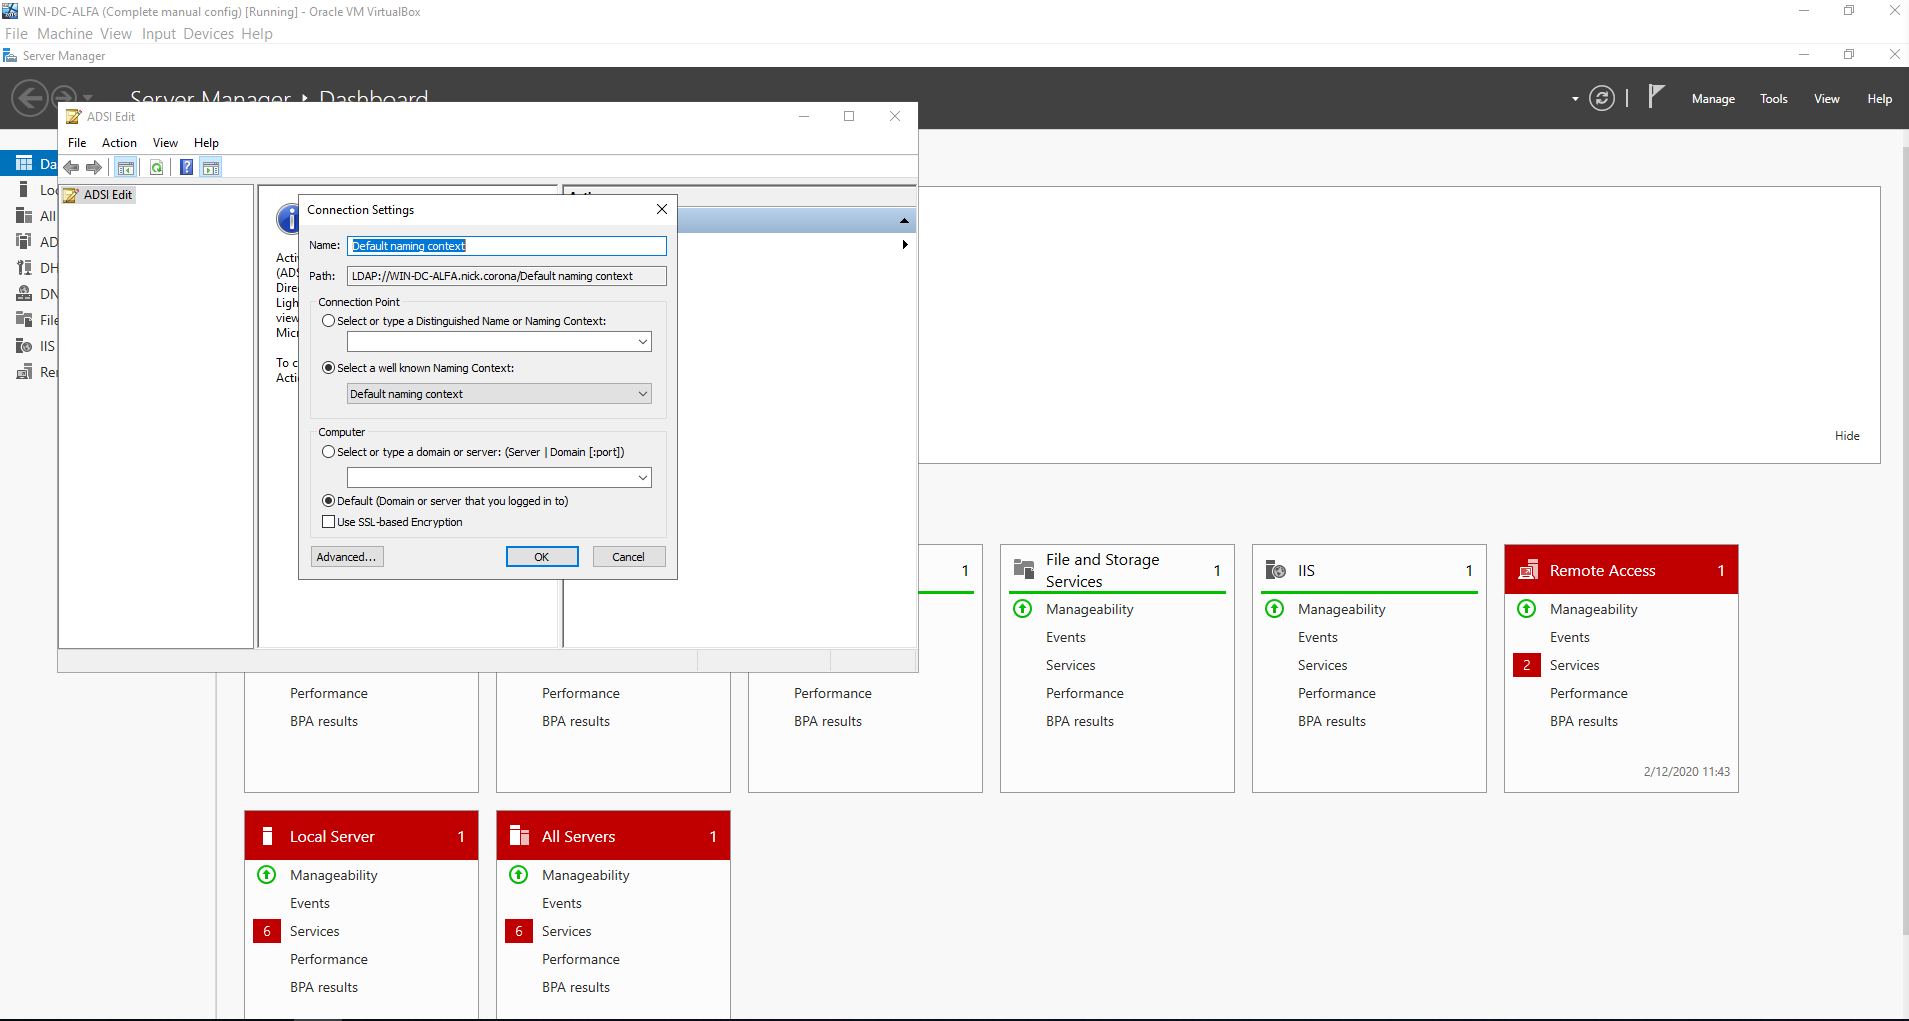 WIN-DC-ALFA (Complete manual config) [Running] - Oracle VM VirtualBox
File Machine View Input Devices Help
Server Manager
Server Manager Dashboard
Manage Tools View Help
ADSI Edit
File Action View Help
ADSI Edit
Da
Loc
All
AD
DH
DN
File
IIS
Rer
Acti
(ADS
Dire
Ligh
view
Micr
To c
Acti
Connection Settings
Name: Default naming context
Path: LDAP://WIN-DC-ALFA.nick.corona/Default naming context
Connection Point
Select or type a Distinguished Name or Naming Context:
Select a well known Naming Context:
Default naming context
Computer
Select or type a domain or server: (Server | Domain [:port])
Default (Domain or server that you logged in to)
Use SSL-based Encryption
Advanced... OK Cancel
Hide
1
Performance
BPA results
Performance
BPA results
Performance
BPA results
File and Storage
Services 1
Manageability
Events
Services
Performance
BPA results
IIS 1
Manageability
Events
Services
Performance
BPA results
Remote Access 1
Manageability
Events
2 Services
Performance
BPA results
2/12/2020 11:43
Local Server 1
Manageability
Events
6 Services
Performance
BPA results
All Servers 1
Manageability
Events
6 Services
Performance
BPA results